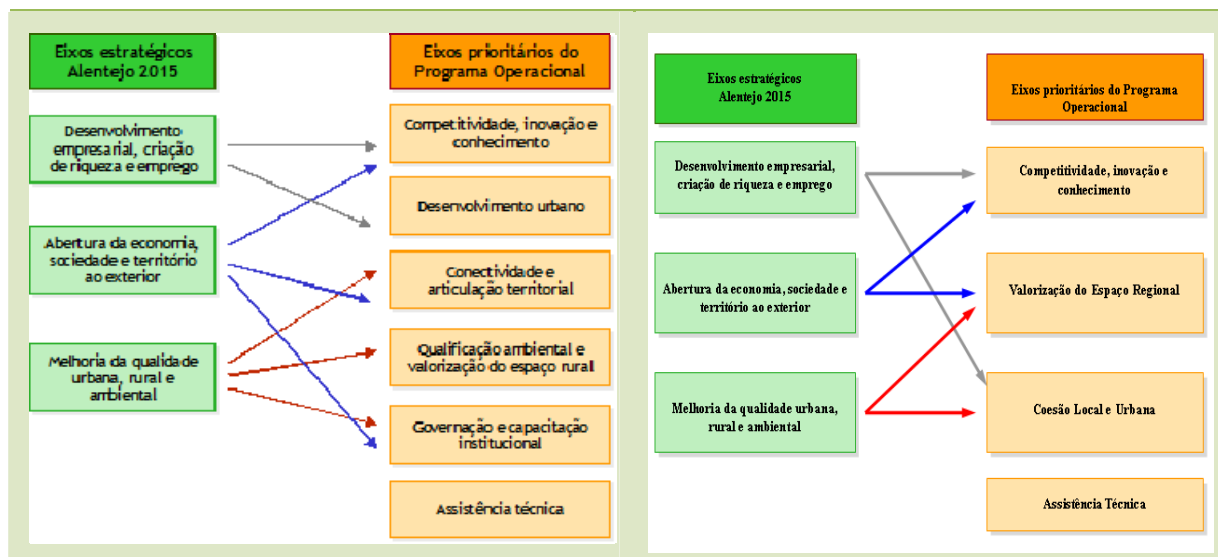 Eixos estratégicos
Alentejo 2015
Eixos prioritários do
Programa Operacional
Desenvolvimento
empresarial, criação
de riqueza e emprego
Competitividade, inovação e
conhecimento
Desenvolvimento urbano
Abertura da economia,
sociedade e território
ao exterior
Conectividade e
articulação territorial
Melhoria da qualidade
urbana, rural e
ambiental
Qualificação ambiental e
valorização do espaço rural
Governação e capacitação
institucional
Assistência técnica
Eixos estratégicos
Alentejo 2015
Eixos prioritários do Programa
Operacional
Desenvolvimento empresarial,
criação de riqueza e emprego
Competitividade, inovação e
conhecimento
Abertura da economia, sociedade e
território ao exterior
Valorização do Espaço Regional
Melhoria da qualidade urbana,
rural e ambiental
Coesão Local e Urbana
Assistência Técnica